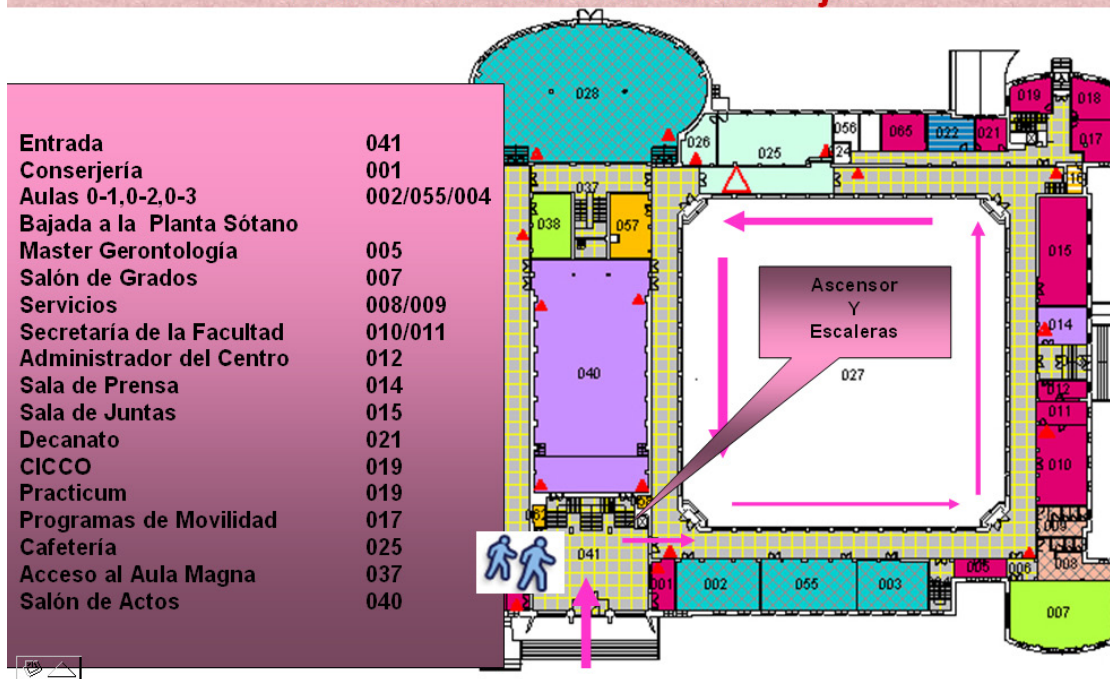 Entrada 041
Conserjería 001
Aulas 0-1,0-2,0-3 002/055/004
Bajada a la Planta Sótano
Master Gerontología 005
Salón de Grados 007
Servicios 008/009
Secretaría de la Facultad 010/011
Administrador del Centro 012
Sala de Prensa 014
Sala de Juntas 015
Decanato 021
CICCO 019
Practicum 019
Programas de Movilidad 017
Cafetería 025
Acceso al Aula Magna 037
Salón de Actos 040
028
019
018
026
025
056
065
022
021
017
24
037
038
057
015
Ascensor
Y
Escaleras
014
040
027
012
011
010
009
041
001
002
055
003
005
006
008
007